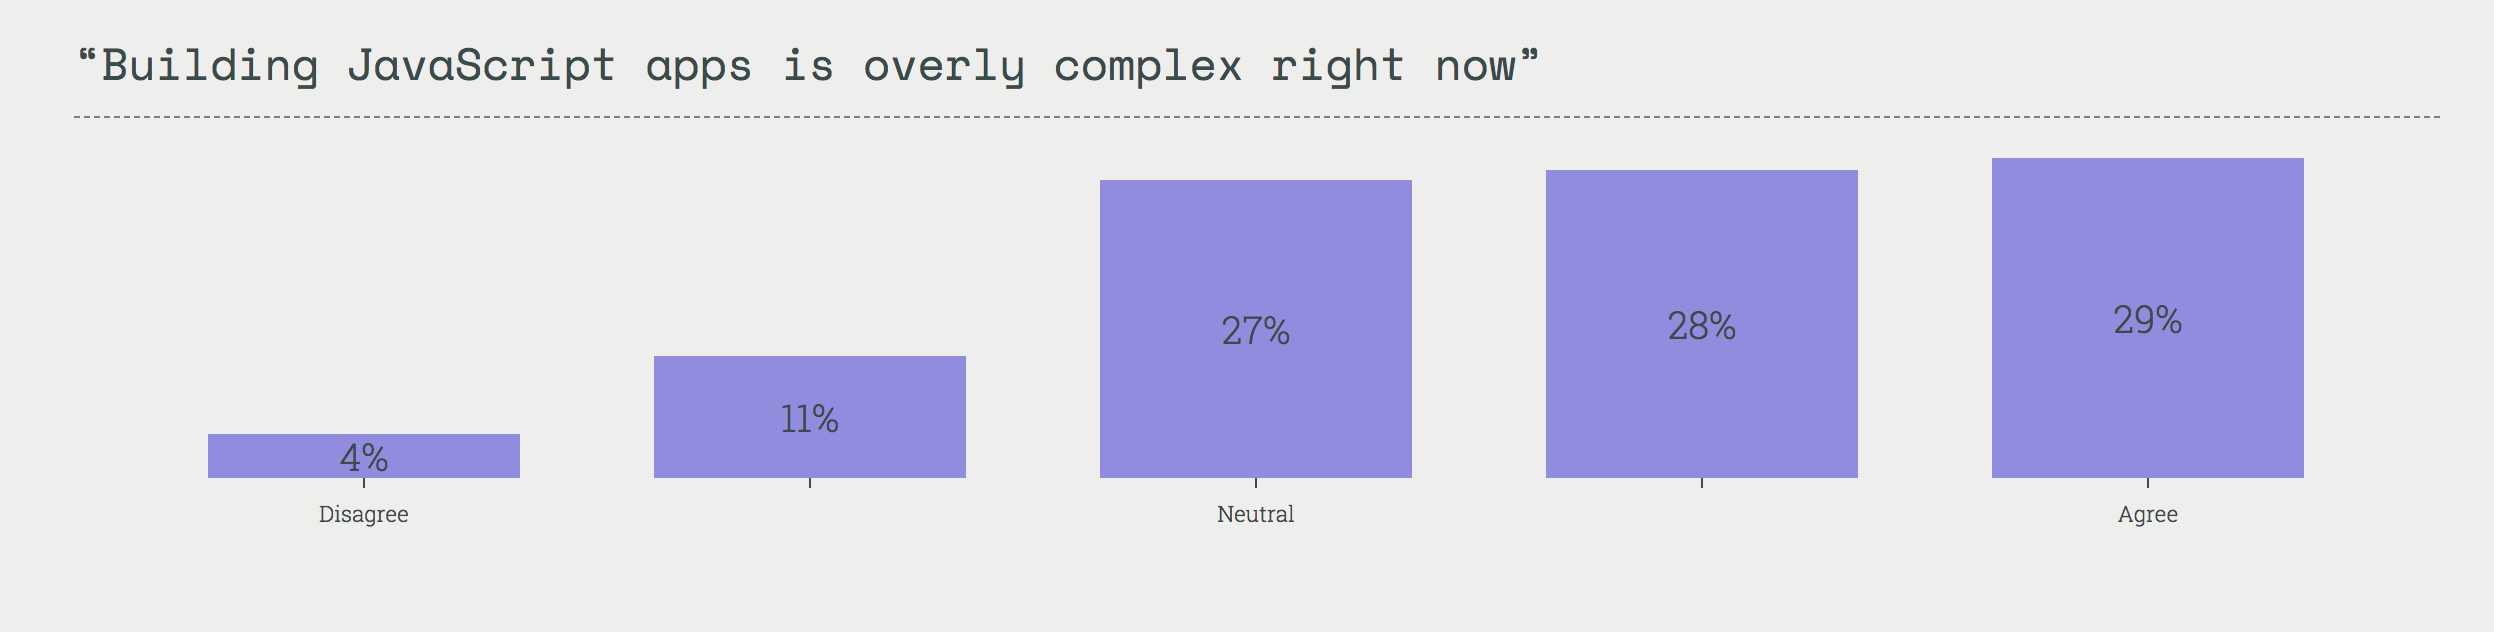 “Building JavaScript apps is overly complex right now”
4%
11%
27%
28%
29%
Disagree
Neutral
Agree